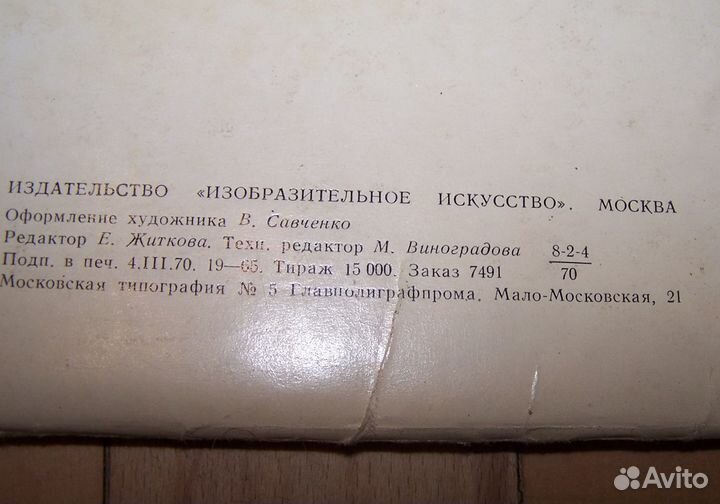 ИЗДАТЕЛЬСТВО «ИЗОБРАЗИТЕЛЬНОЕ ИСКУССТВО». МОСКВА
Оформление художника В. Савченко
Редактор Е. Житкова. Техн. редактор М. Виноградова 8-2-4
70
Подп. в печ. 4.III.70. 19—65. Тираж 15 000. Заказ 7491
Московская типография № 5 Главполиграфпрома. Мало-Московская, 21
Avito